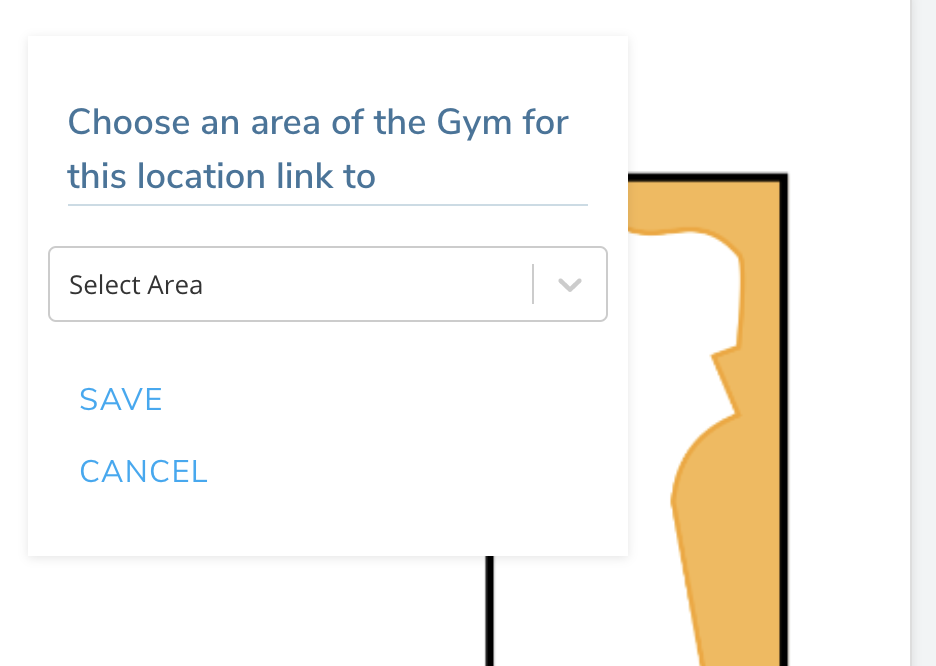 Choose an area of the Gym for
this location link to
Select Area
SAVE
CANCEL